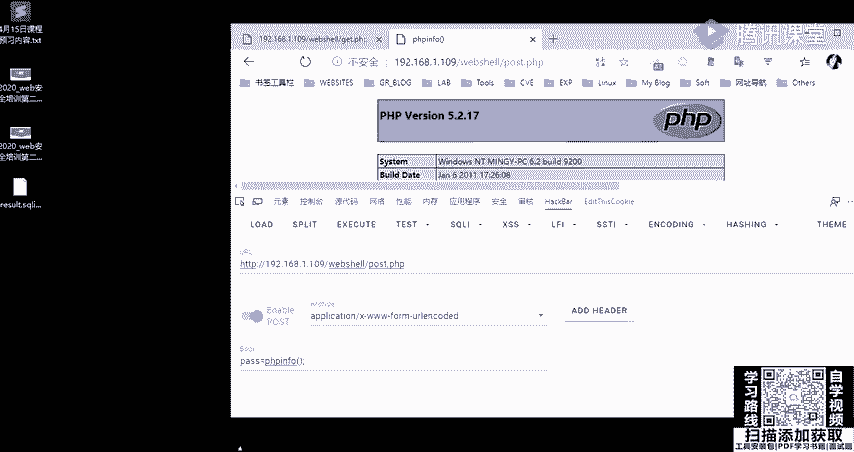 4月15日课程
预习内容.txt
2020_web安
全培训第二...
2020_web安
全培训第二...
result.sqli...
192.168.1.109/webshell/get.ph
phpinfo()
腾讯课堂
不安全
192.168.1.109/webshell/post.php
书签工具栏
WEBSITES
GR_BLOG
LAB
Tools
CVE
EXP
Linux
My Blog
Soft
网址导航
Others
PHP Version 5.2.17
php
System
Windows NT MINGY-PC 6.2 build 9200
Build Date
Jan 6 2011 17:26:08
元素
控制台
源代码
网络
性能
内存
应用程序
安全
审核
HackBar
EditThisCookie
LOAD
SPLIT
EXECUTE
TEST
SQLI
XSS
LFI
SSTI
ENCODING
HASHING
THEME
URL
http://192.168.1.109/webshell/post.php
Enable
POST
enctype
application/x-www-form-urlencoded
ADD HEADER
Body
pass=phpinfo();
学习路线
自学视频
扫描添加获取
工具安装包|PDF学习书籍|面试题